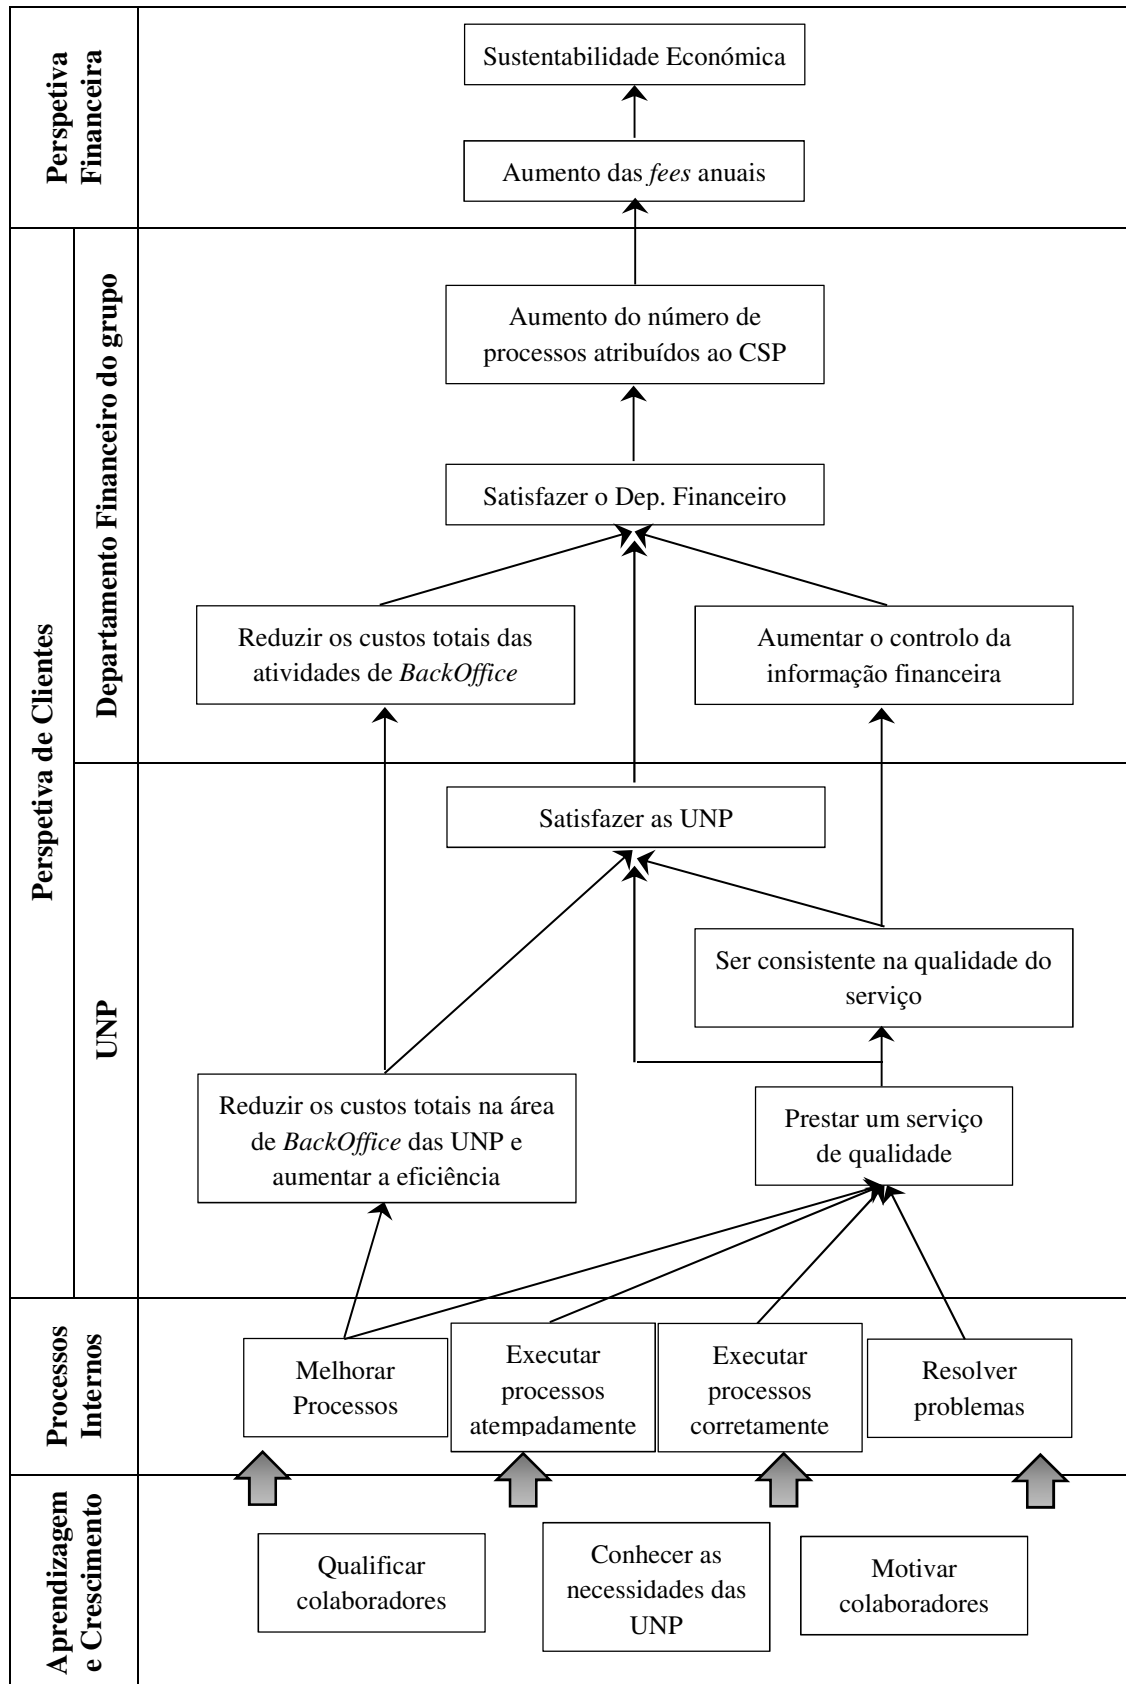 Perspetiva
Financeira
Sustentabilidade Económica
Aumento das fees anuais
Perspetiva de Clientes
Departamento Financeiro do grupo
Aumento do número de
processos atribuídos ao CSP
Satisfazer o Dep. Financeiro
Reduzir os custos totais das
atividades de BackOffice
Aumentar o controlo da
informação financeira
UNP
Satisfazer as UNP
Ser consistente na qualidade do
serviço
Reduzir os custos totais na área
de BackOffice das UNP e
aumentar a eficiência
Prestar um serviço
de qualidade
Processos
Internos
Melhorar
Processos
Executar
processos
atempadamente
Executar
processos
corretamente
Resolver
problemas
Aprendizagem
e Crescimento
Qualificar
colaboradores
Conhecer as
necessidades das
UNP
Motivar
colaboradores